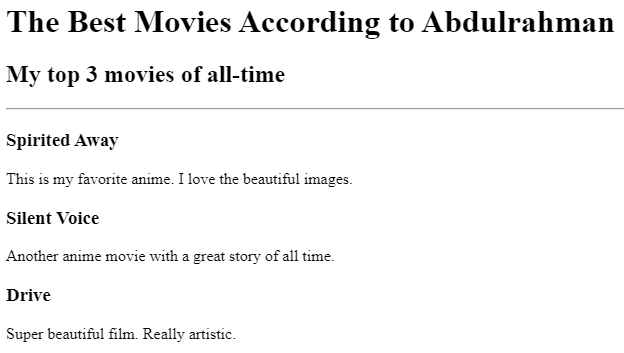 The Best Movies According to Abdulrahman
My top 3 movies of all-time
Spirited Away
This is my favorite anime. I love the beautiful images.
Silent Voice
Another anime movie with a great story of all time.
Drive
Super beautiful film. Really artistic.